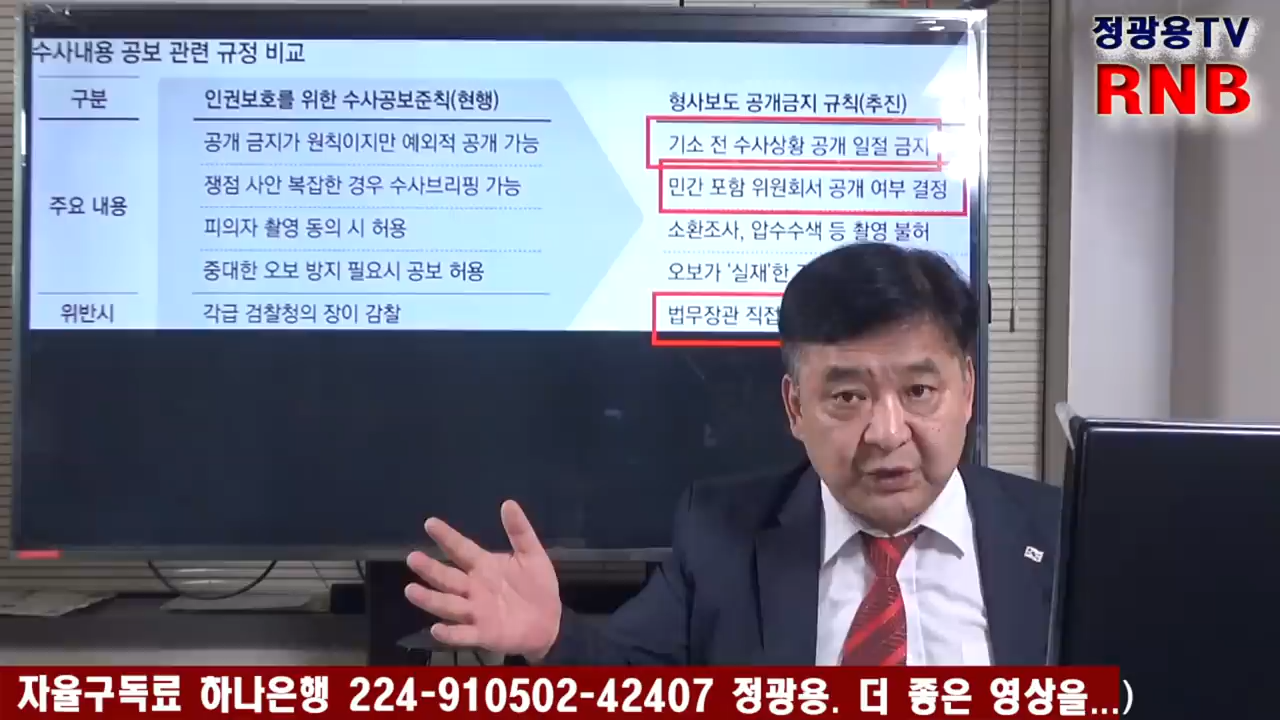 정광용TV
RNB
수사내용 공보 관련 규정 비교
구분
인권보호를 위한 수사공보준칙(현행)
형사보도 공개금지 규칙(추진)
주요 내용
공개 금지가 원칙이지만 예외적 공개 가능
기소 전 수사상황 공개 일절 금지
쟁점 사안 복잡한 경우 수사브리핑 가능
민간 포함 위원회서 공개 여부 결정
피의자 촬영 동의 시 허용
소환조사, 압수수색 등 촬영 불허
중대한 오보 방지 필요시 공보 허용
오보가 '실재'한
위반시
각급 검찰청의 장이 감찰
법무장관 직접
자율구독료 하나은행 224-910502-42407 정광용. 더 좋은 영상을...)